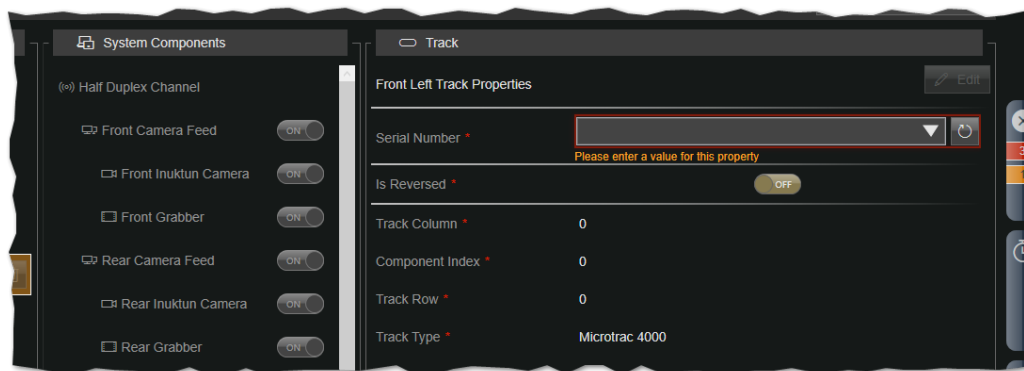 System Components
Half Duplex Channel
Front Camera Feed ON
Front Inuktun Camera ON
Front Grabber ON
Rear Camera Feed ON
Rear Inuktun Camera ON
Rear Grabber ON
Track
Front Left Track Properties Edit
Serial Number *
Please enter a value for this property
Is Reversed * OFF
Track Column * 0
Component Index * 0
Track Row * 0
Track Type * Microtrac 4000